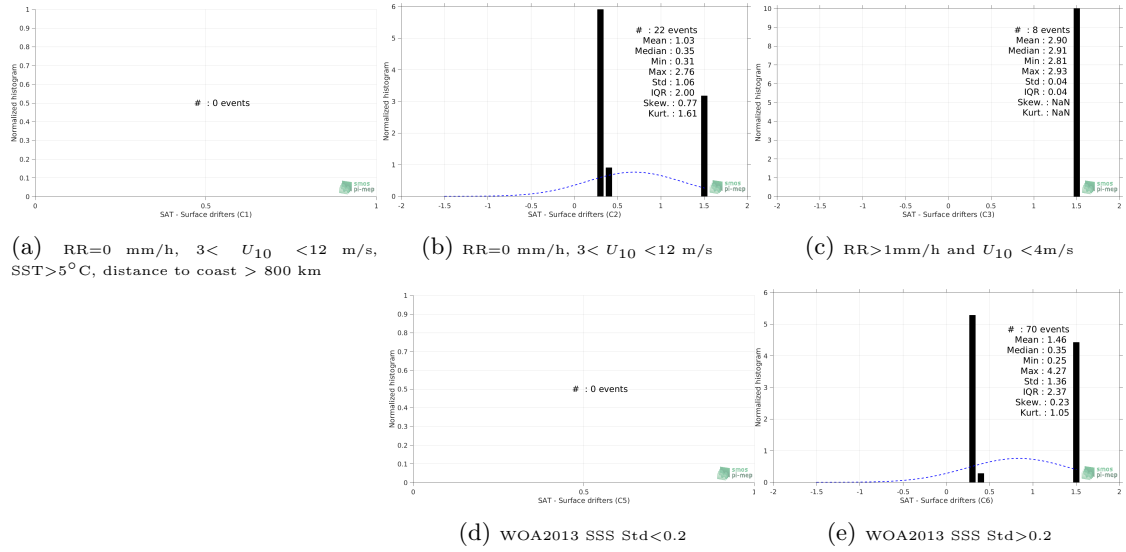 Normalized histogram
1
0.9
0.8
0.7
0.6
0.5
0.4
0.3
0.2
0.1
0
# : 0 events
smos
pi-mep
0 0.5 1
SAT - Surface drifters (C1)
(a) RR=0 mm/h, 3< U10 <12 m/s,
SST>5°C, distance to coast > 800 km
Normalized histogram
6
5
4
3
2
1
0
# : 22 events
Mean : 1.03
Median : 0.35
Min : 0.31
Max : 2.76
Std : 1.06
IQR : 2.00
Skew. : 0.77
Kurt. : 1.61
smos
pi-mep
-2 -1.5 -1 -0.5 0 0.5 1 1.5 2
SAT - Surface drifters (C2)
(b) RR=0 mm/h, 3< U10 <12 m/s
Normalized histogram
10
9
8
7
6
5
4
3
2
1
0
# : 8 events
Mean : 2.90
Median : 2.91
Min : 2.81
Max : 2.93
Std : 0.04
IQR : 0.04
Skew. : NaN
Kurt. : NaN
smos
pi-mep
-2 -1.5 -1 -0.5 0 0.5 1 1.5 2
SAT - Surface drifters (C3)
(c) RR>1mm/h and U10 <4m/s
Normalized histogram
1
0.9
0.8
0.7
0.6
0.5
0.4
0.3
0.2
0.1
0
# : 0 events
smos
pi-mep
0 0.5 1
SAT - Surface drifters (C5)
(d) WOA2013 SSS Std<0.2
Normalized histogram
6
5
4
3
2
1
0
# : 70 events
Mean : 1.46
Median : 0.35
Min : 0.25
Max : 4.27
Std : 1.36
IQR : 2.37
Skew. : 0.23
Kurt. : 1.05
smos
pi-mep
-2 -1.5 -1 -0.5 0 0.5 1 1.5 2
SAT - Surface drifters (C6)
(e) WOA2013 SSS Std>0.2